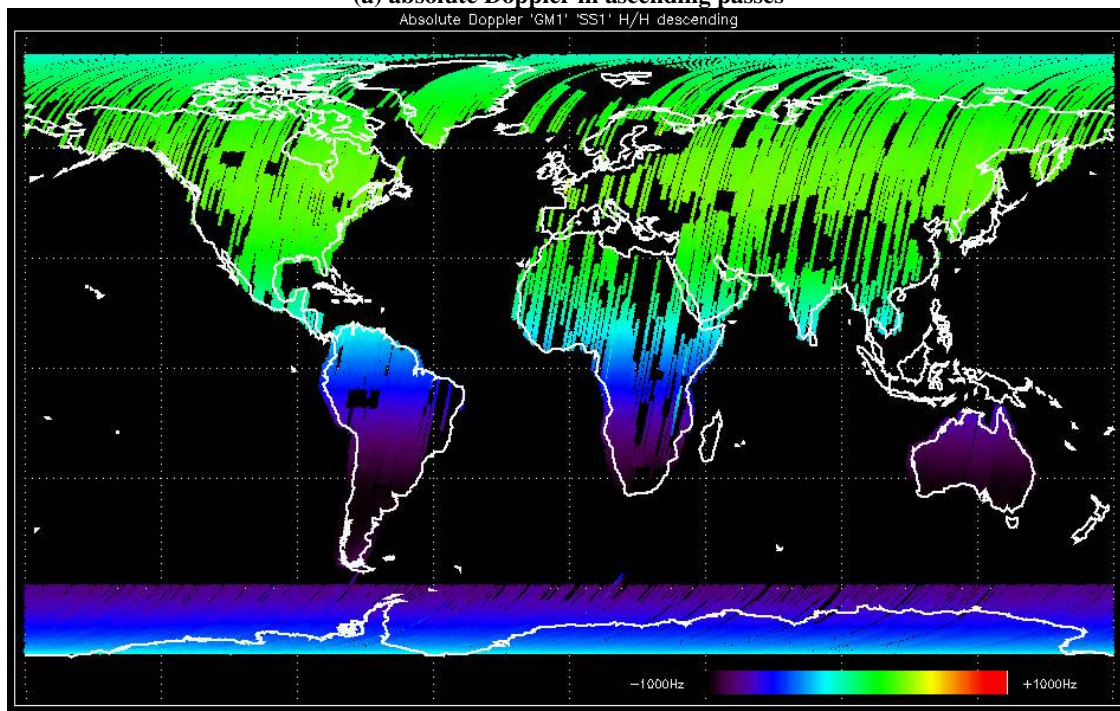 (a) absolute Doppler in ascending passes
Absolute Doppler 'GM1' 'SS1' H/H descending
-1000Hz
+1000Hz